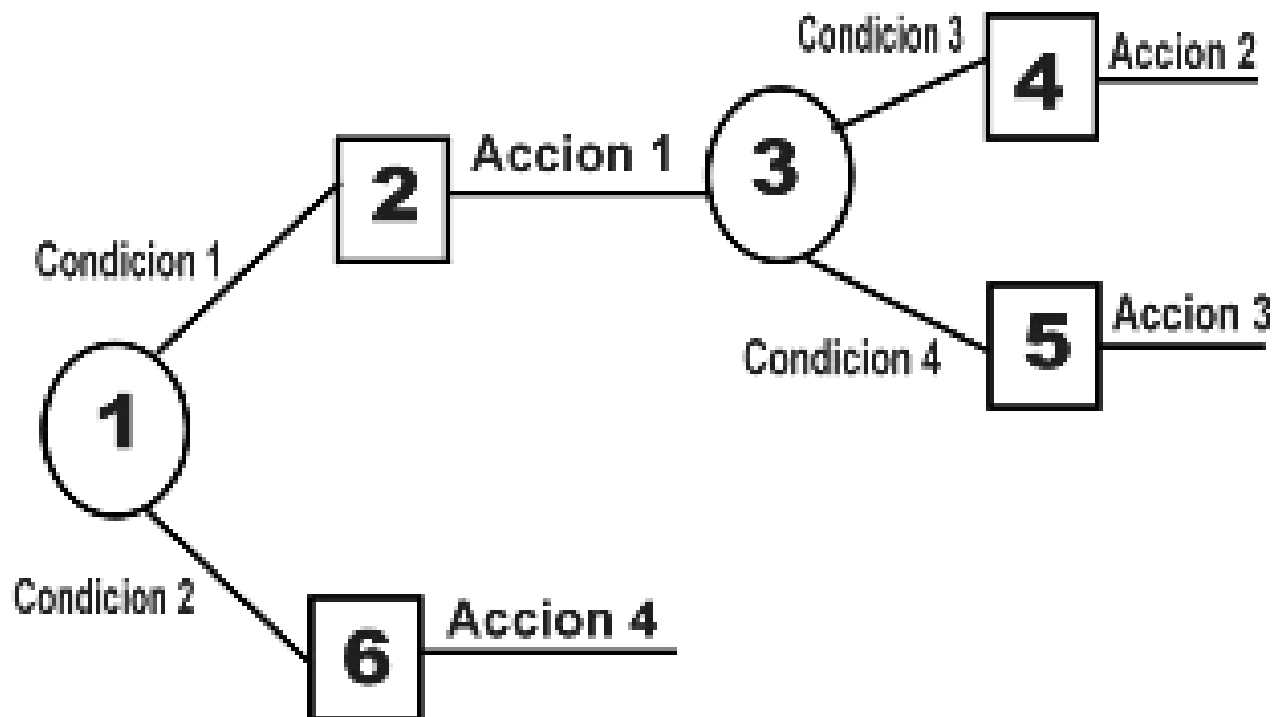 Condicion 3
4
Accion 2
2
Accion 1
3
Condicion 1
5
Accion 3
Condicion 4
1
Condicion 2
6
Accion 4